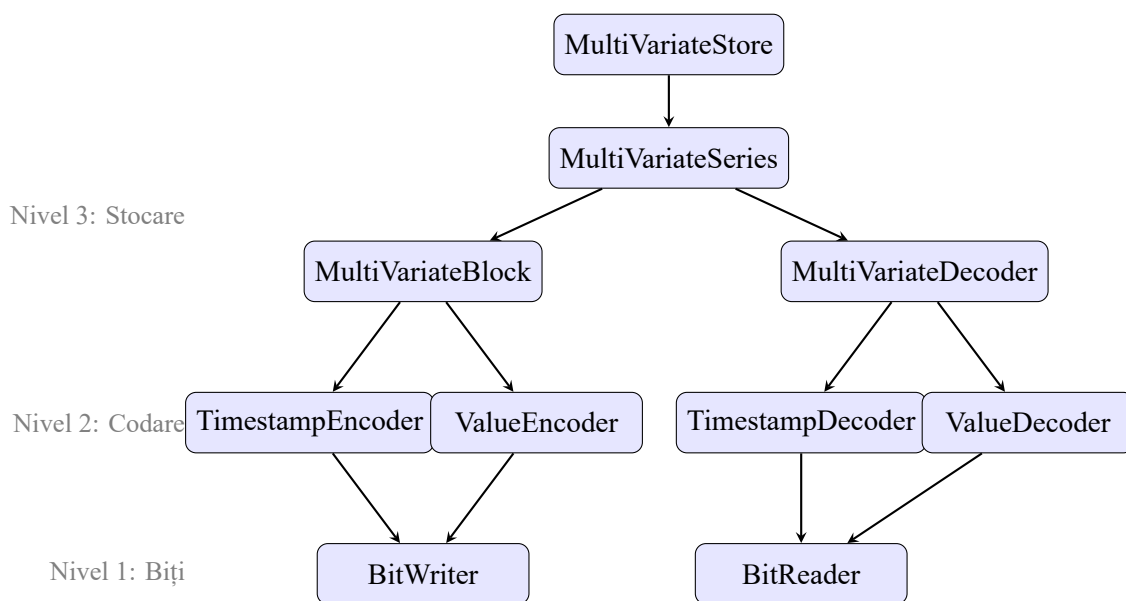 MultiVariateStore
MultiVariateSeries
Nivel 3: Stocare
MultiVariateBlock
MultiVariateDecoder
Nivel 2: Codare
TimestampEncoder
ValueEncoder
TimestampDecoder
ValueDecoder
Nivel 1: Biți
BitWriter
BitReader